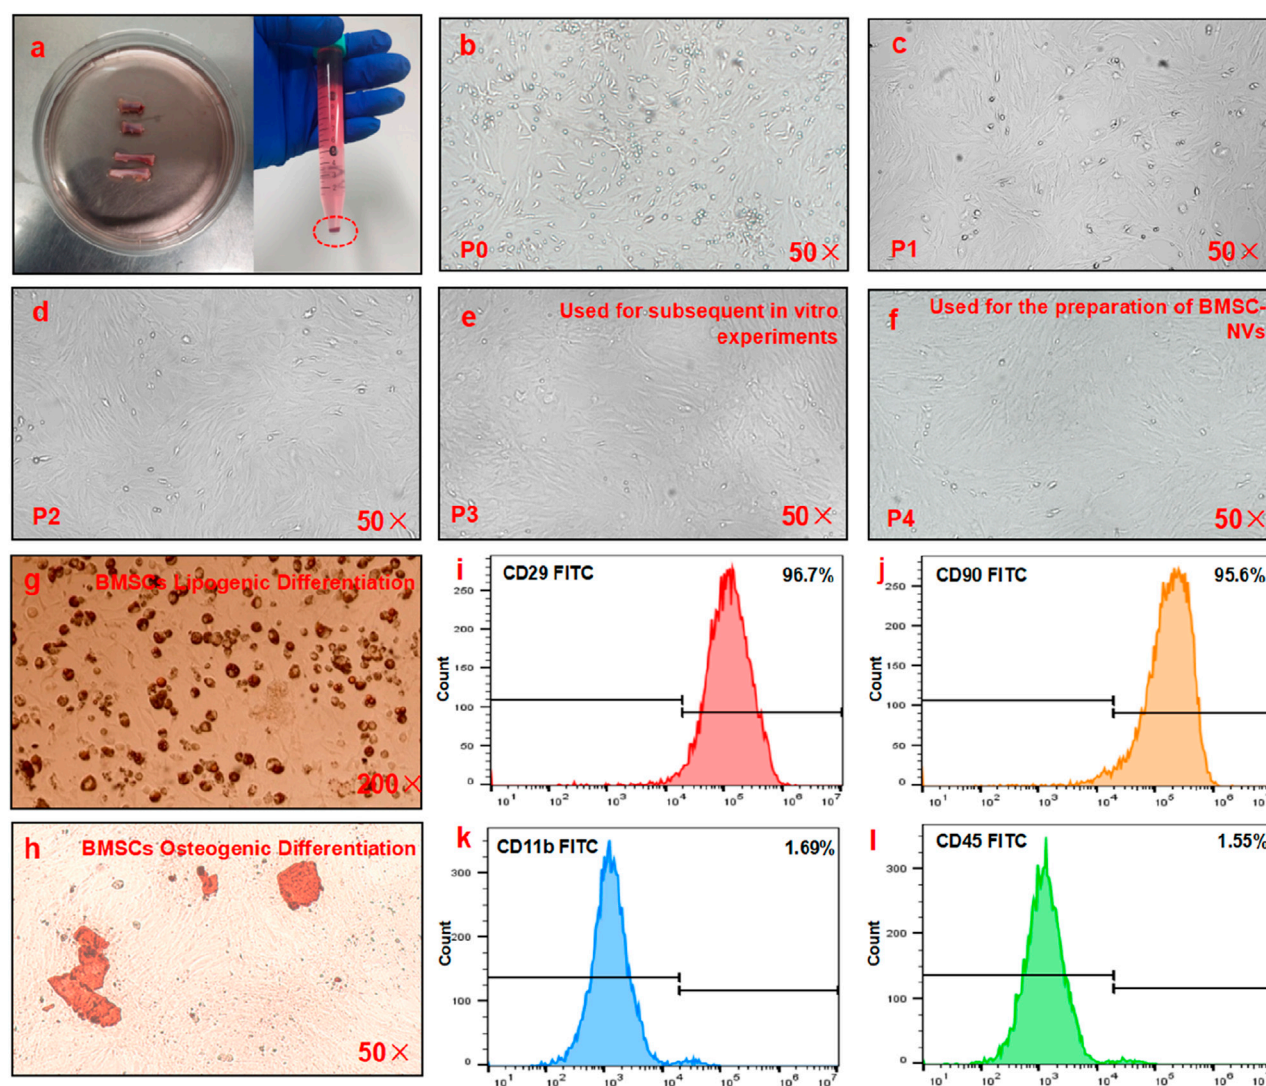 a
b
P0
50×
c
P1
50×
d
P2
50×
e
Used for subsequent in vitro
experiments
P3
50×
f
Used for the preparation of BMSC-
NVs
P4
50×
g
BMSCs Lipogenic Differentiation
200×
h
BMSCs Osteogenic Differentiation
50×
i
CD29 FITC
96.7%
Count
250
200
150
100
50
0
10¹ 10² 10³ 10⁴ 10⁵ 10⁶ 10⁷
j
CD90 FITC
95.6%
Count
250
200
150
100
50
0
10¹ 10² 10³ 10⁴ 10⁵ 10⁶ 10⁷
k
CD11b FITC
1.69%
Count
300
200
100
0
10¹ 10² 10³ 10⁴ 10⁵ 10⁶ 10⁷
l
CD45 FITC
1.55%
Count
300
200
100
0
10¹ 10² 10³ 10⁴ 10⁵ 10⁶ 10⁷